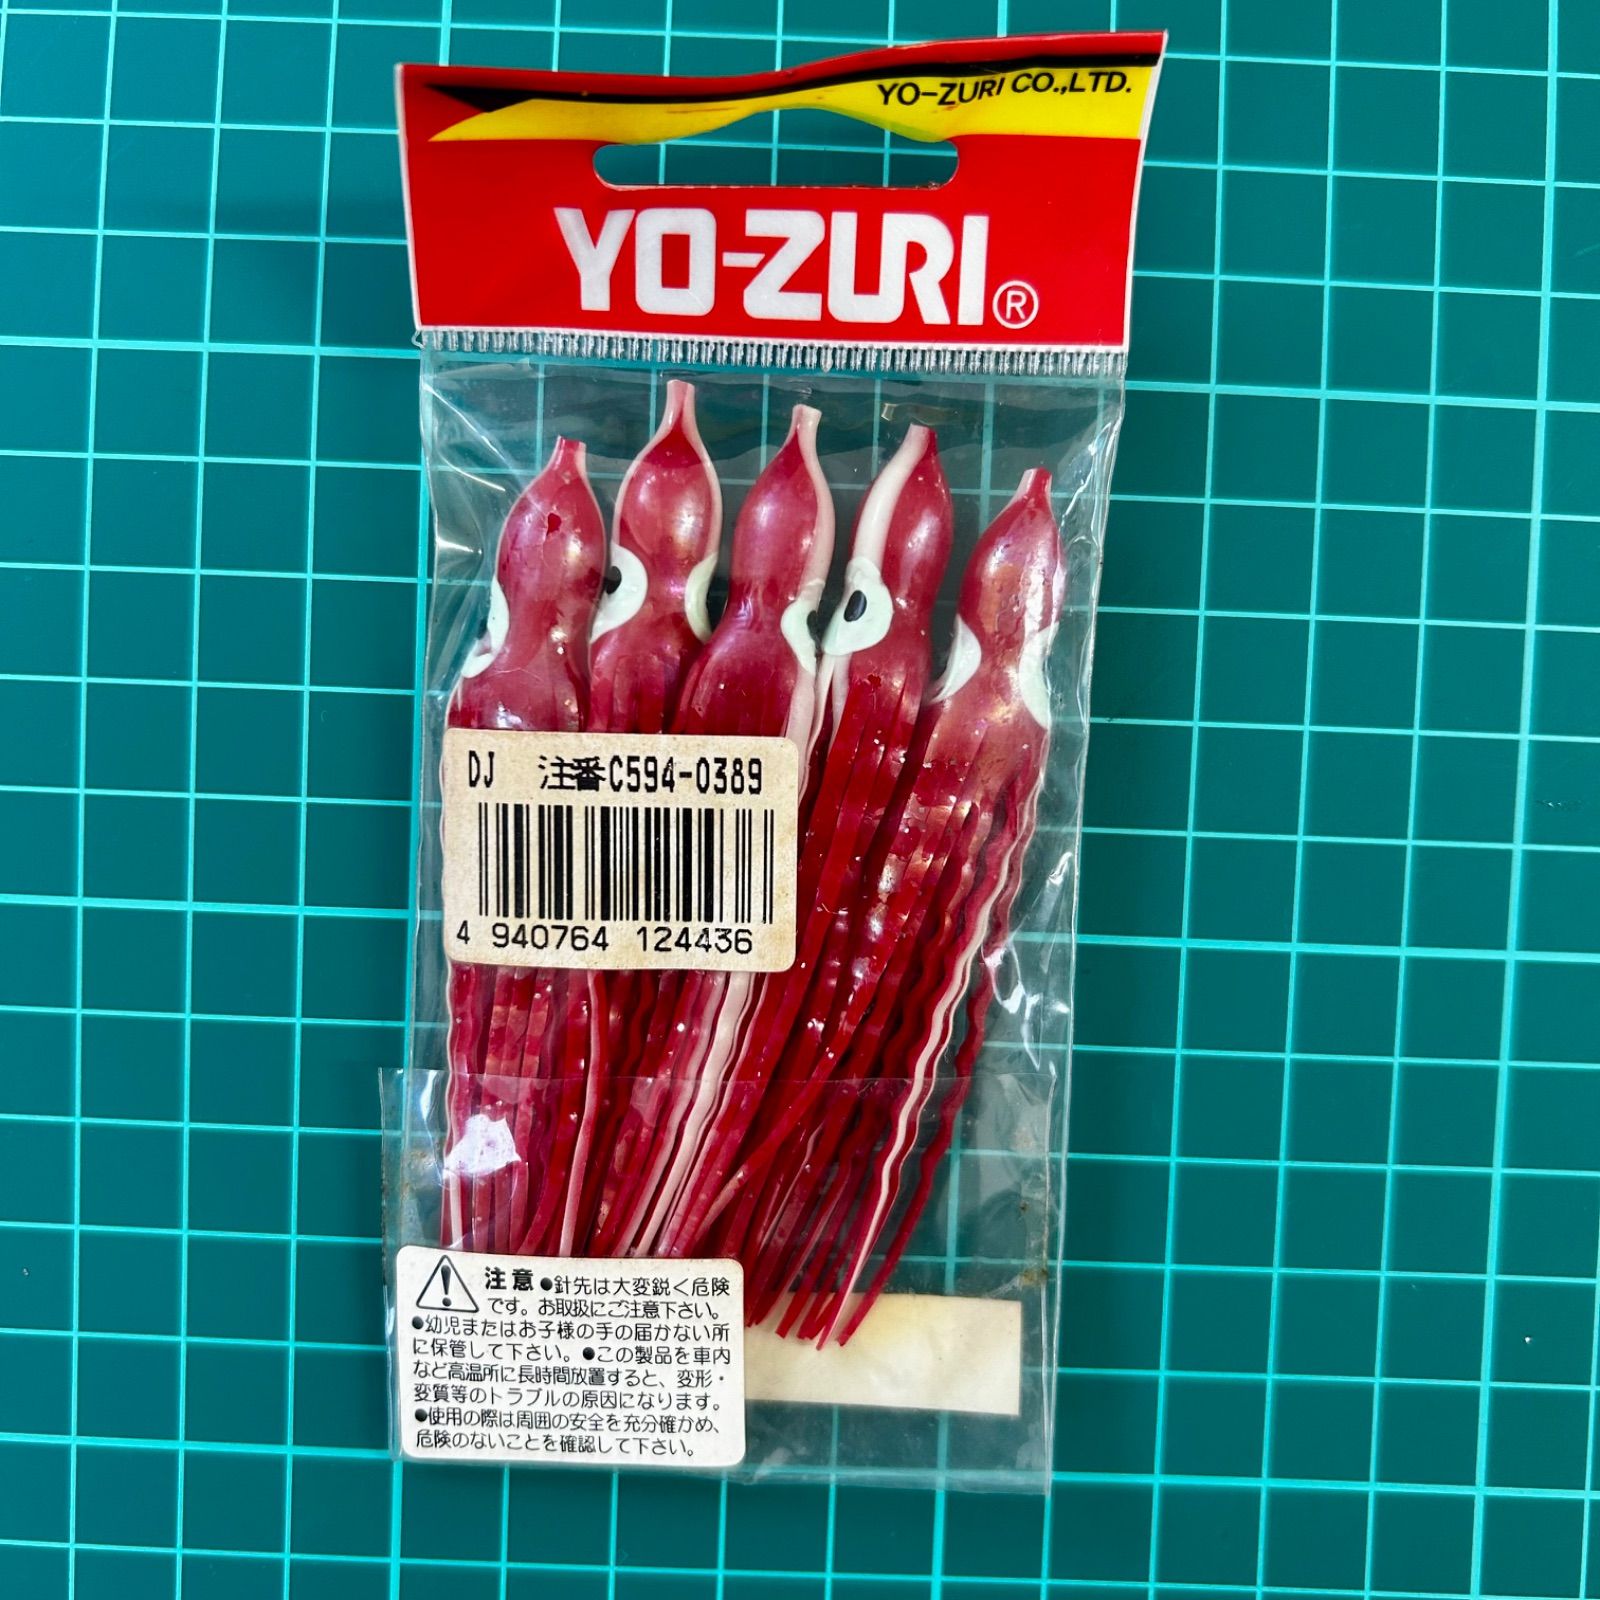 YO-ZURI CO.,LTD.
YO-ZURI®
DJ 注番C594-0389
4 940764 124436
注意 ●針先は大変鋭く危険
です。お取扱にご注意下さい。
●幼児またはお子様の手の届かない所
に保管して下さい。●この製品を車内
など高温所に長時間放置すると、変形・
変質等のトラブルの原因になります。
●使用の際は周囲の安全を充分確かめ、
危険のないことを確認して下さい。